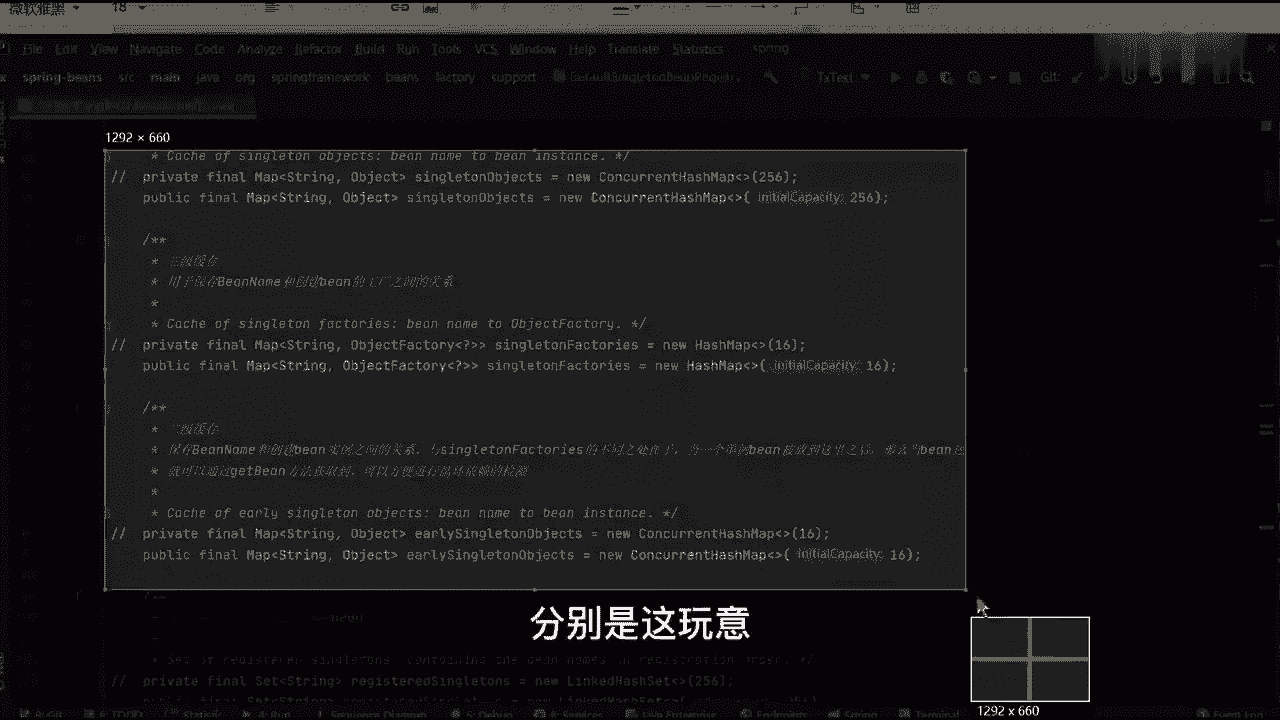 微软雅黑 18
File Edit View Navigate Code Analyze Refactor Build Run Tools VCS Window Help Translate Statistics spring
spring-beans src main java org springframework beans factory support DefaultSingletonBeanRegistry TxTest Git:
1292 × 660
* Cache of singleton objects: bean name to bean instance. */
// private final Map<String, Object> singletonObjects = new ConcurrentHashMap<>(256);
public final Map<String, Object> singletonObjects = new ConcurrentHashMap<>( initialCapacity: 256);
/**
* 三级缓存
* 用于保存BeanName和创建bean的工厂之间的关系
*
* Cache of singleton factories: bean name to ObjectFactory. */
// private final Map<String, ObjectFactory<?>> singletonFactories = new HashMap<>(16);
public final Map<String, ObjectFactory<?>> singletonFactories = new HashMap<>( initialCapacity: 16);
/**
* 二级缓存
* 保存BeanName和创建bean实例之间的关系，与singletonFactories的不同之处在于，当一个单例bean被放到这里之后，那么当bean还
* 就可以通过getBean方法获取到，可以方便进行循环依赖的检测
*
* Cache of early singleton objects: bean name to bean instance. */
// private final Map<String, Object> earlySingletonObjects = new ConcurrentHashMap<>(16);
public final Map<String, Object> earlySingletonObjects = new ConcurrentHashMap<>( initialCapacity: 16);
分别是这玩意
* Set of registered singletons, containing the bean names in registration order. */
// private final Set<String> registeredSingletons = new LinkedHashSet<>(256);
1292 x 660